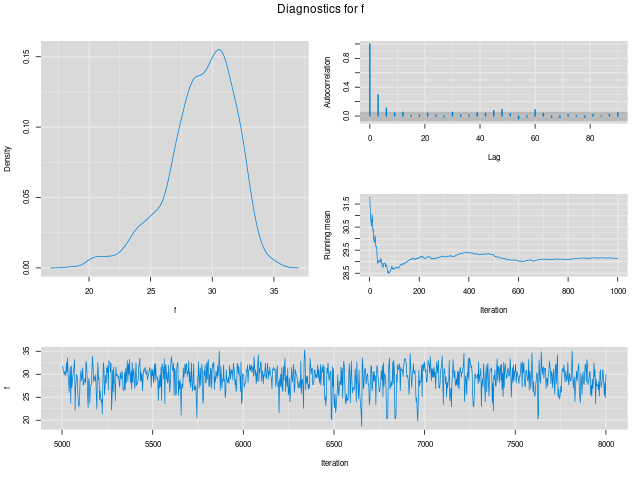 Diagnostics for f
Density
0.00 0.05 0.10 0.15
20 25 30 35
f
Autocorrelation
0.0 0.4 0.8
0 20 40 60 80
Lag
Running mean
28.5 29.5 30.5 31.5
0 200 400 600 800 1000
Iteration
f
20 25 30 35
5000 5500 6000 6500 7000 7500 8000
Iteration